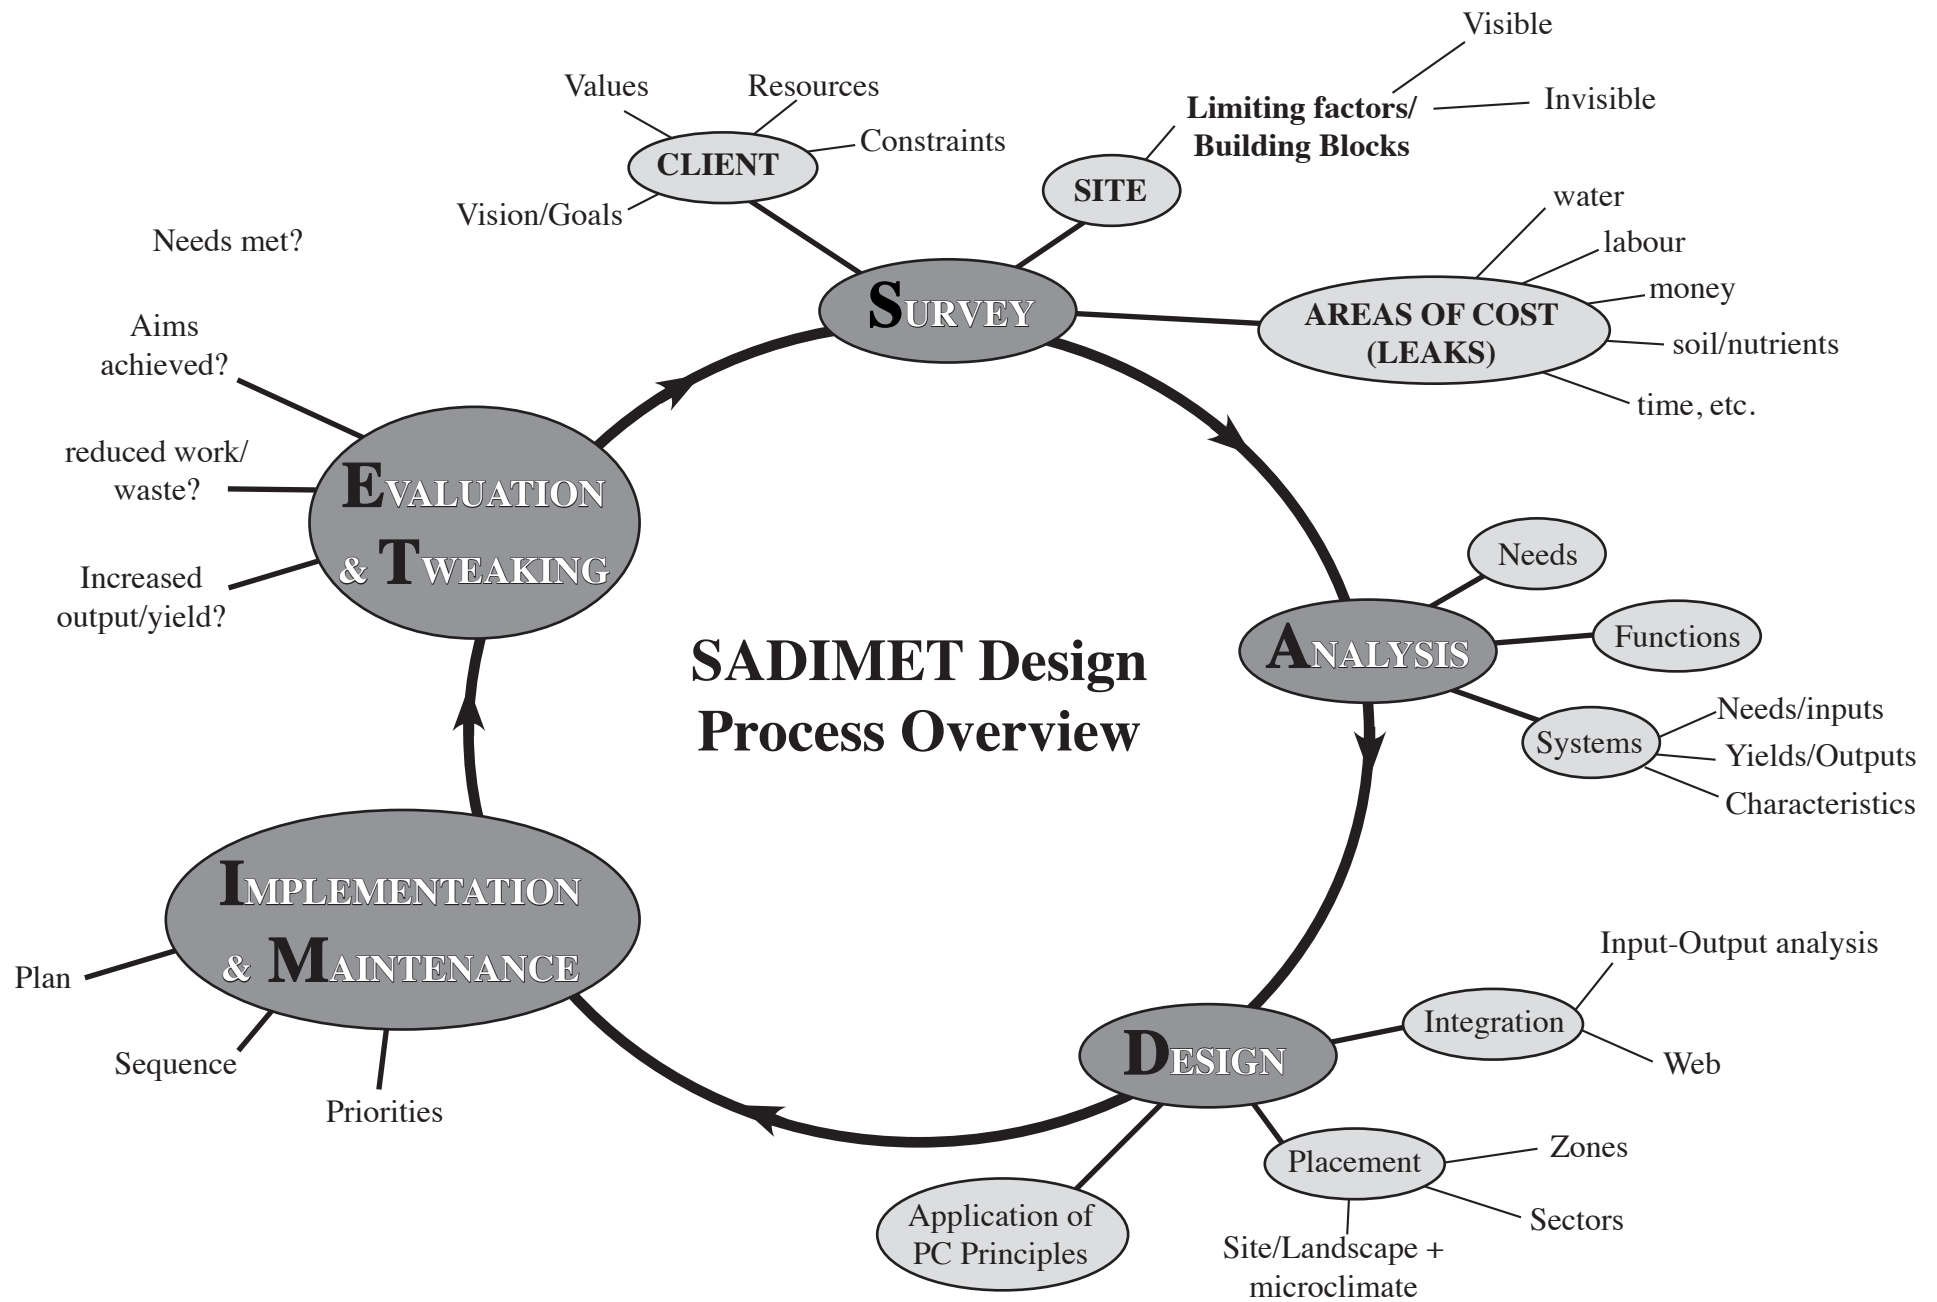 SADIMET Design
Process Overview
SURVEY
CLIENT
Values
Resources
Constraints
Vision/Goals
SITE
Limiting factors/
Building Blocks
Visible
Invisible
AREAS OF COST
(LEAKS)
water
labour
money
soil/nutrients
time, etc.
ANALYSIS
Needs
Functions
Systems
Needs/inputs
Yields/Outputs
Characteristics
DESIGN
Integration
Input-Output analysis
Web
Placement
Zones
Sectors
Site/Landscape +
microclimate
Application of
PC Principles
IMPLEMENTATION
& MAINTENANCE
Plan
Sequence
Priorities
EVALUATION
& TWEAKING
Needs met?
Aims
achieved?
reduced work/
waste?
Increased
output/yield?